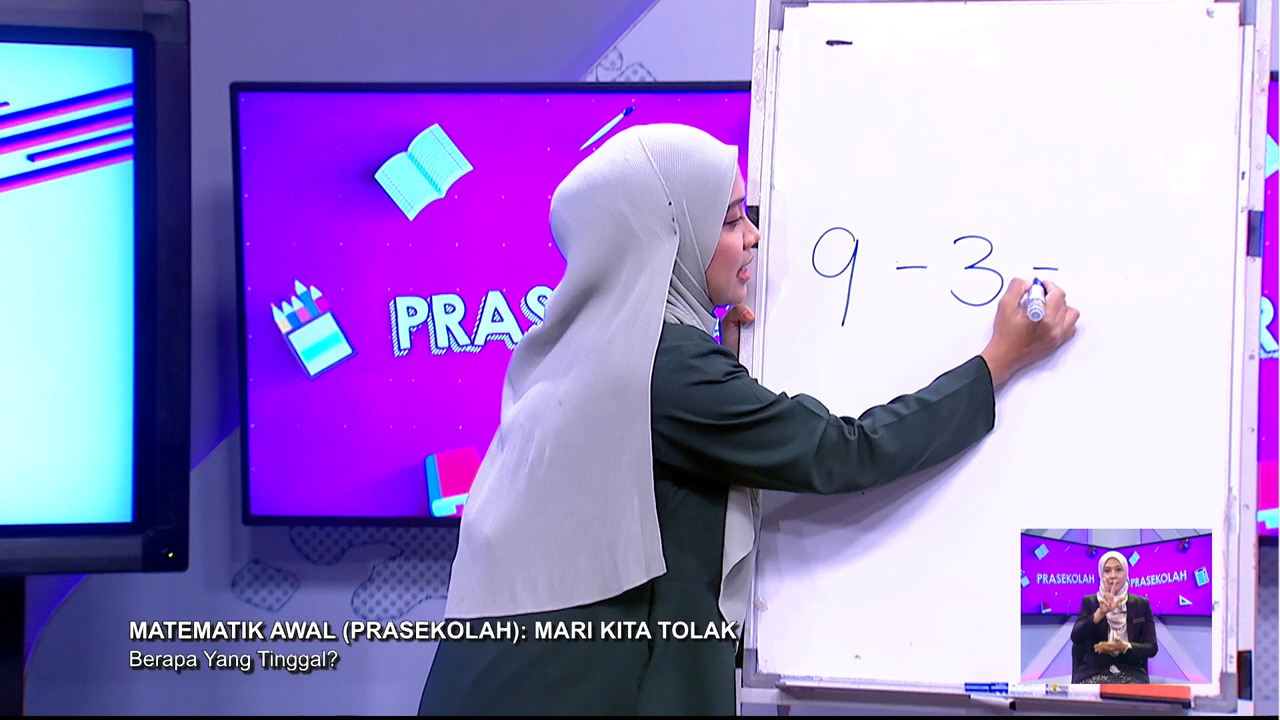 PRAS
9 - 3 =
PRASEKOLAH
PRASEKOLAH
MATEMATIK AWAL (PRASEKOLAH): MARI KITA TOLAK
Berapa Yang Tinggal?